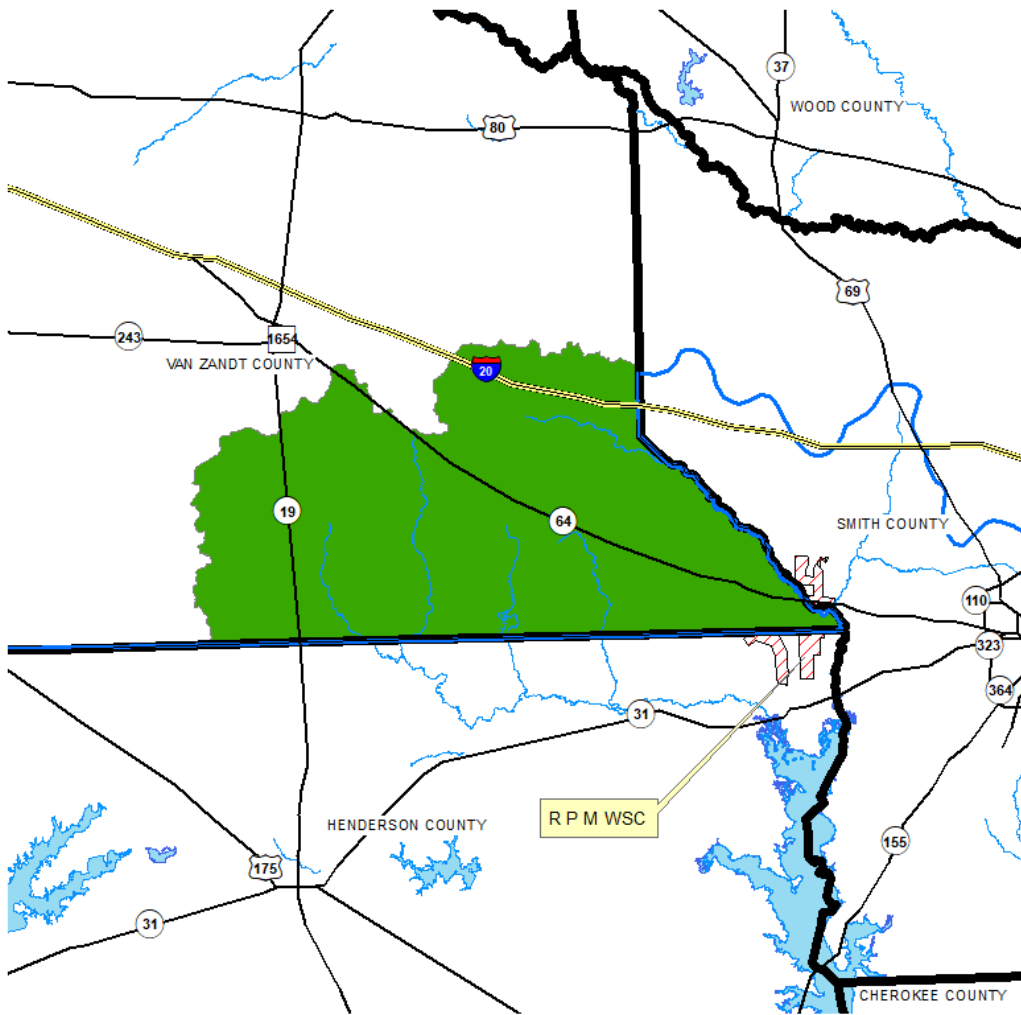 37
WOOD COUNTY
80
69
243
1654
VAN ZANDT COUNTY
20
19
64
SMITH COUNTY
110
323
364
31
R P M WSC
HENDERSON COUNTY
155
175
31
CHEROKEE COUNTY